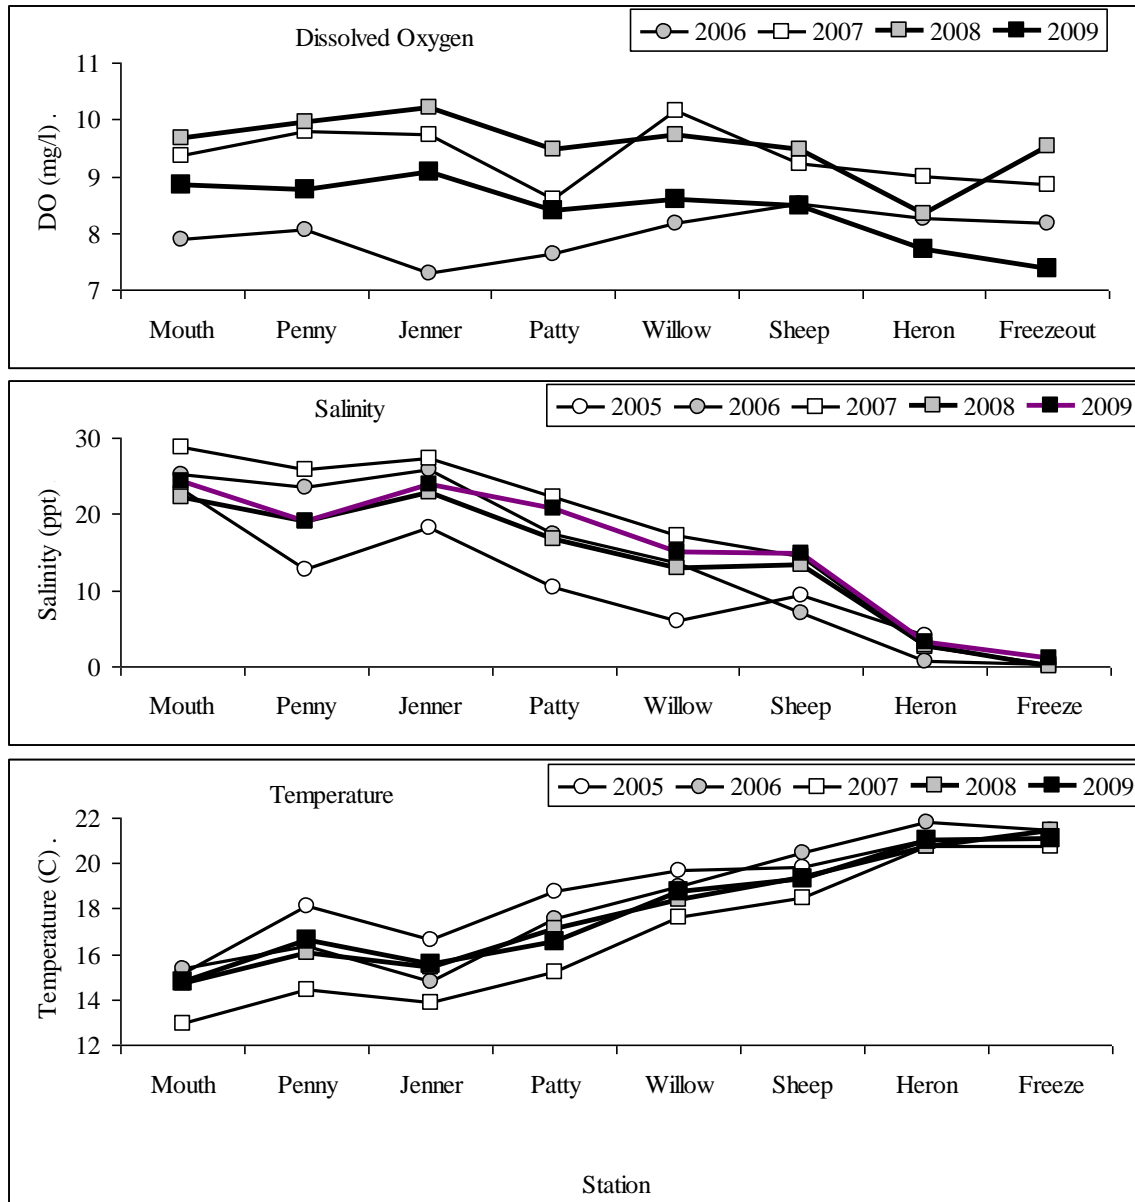 Dissolved Oxygen
2006 2007 2008 2009
DO (mg/l) .
11
10
9
8
7
Mouth Penny Jenner Patty Willow Sheep Heron Freezeout
Salinity
2005 2006 2007 2008 2009
Salinity (ppt)
30
20
10
0
Mouth Penny Jenner Patty Willow Sheep Heron Freeze
Temperature
2005 2006 2007 2008 2009
Temperature (C) .
22
20
18
16
14
12
Mouth Penny Jenner Patty Willow Sheep Heron Freeze
Station